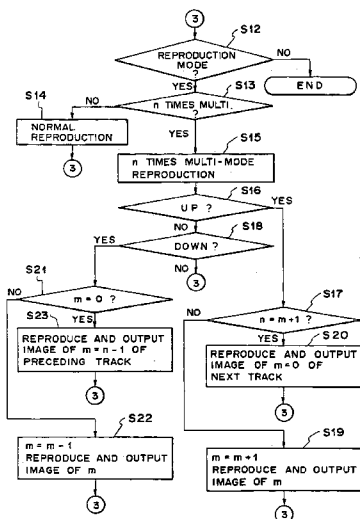 3
S12
REPRODUCTION
MODE
?
NO
END
YES
S13
n TIMES MULTI.
?
NO
S14
NORMAL
REPRODUCTION
3
YES
S15
n TIMES MULTI-MODE
REPRODUCTION
S16
UP ?
YES
NO
S18
DOWN ?
YES
NO
3
S21
m = 0 ?
NO
YES
S23
REPRODUCE AND OUTPUT
IMAGE OF m = n - 1 OF
PRECEDING TRACK
3
S17
n = m + 1 ?
NO
YES
S20
REPRODUCE AND OUTPUT
IMAGE OF m = 0 OF
NEXT TRACK
3
S22
m = m - 1
REPRODUCE AND OUTPUT
IMAGE OF m
3
S19
m = m + 1
REPRODUCE AND OUTPUT
IMAGE OF m
3